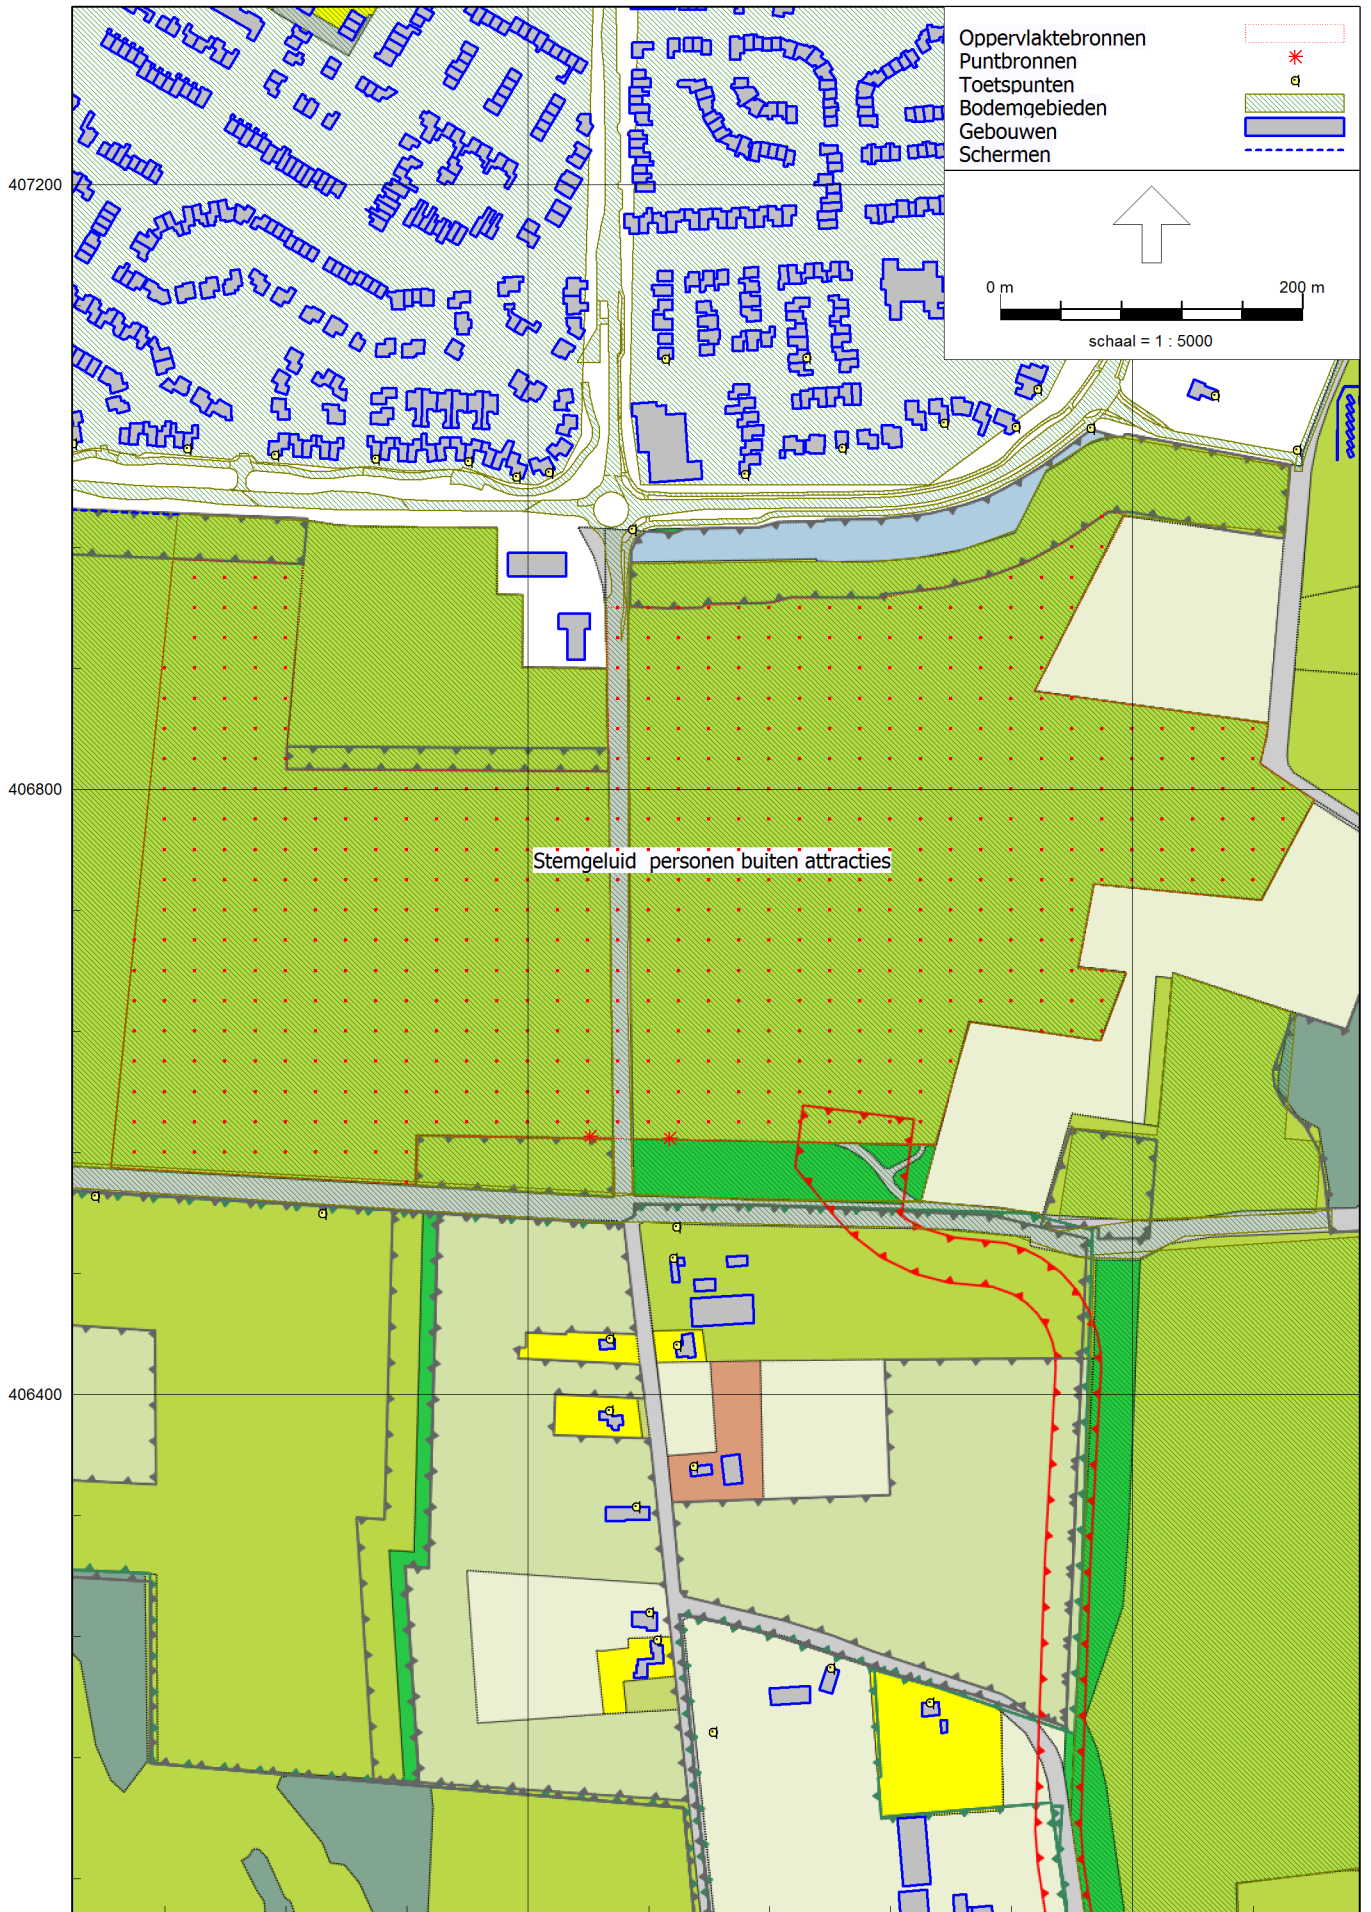 Oppervlaktebronnen
Puntbronnen
Toetspunten
Bodemgebieden
Gebouwen
Schermen
407200
0 m 200 m
schaal = 1 : 5000
406800
Stemgeluid personen buiten attracties
406400